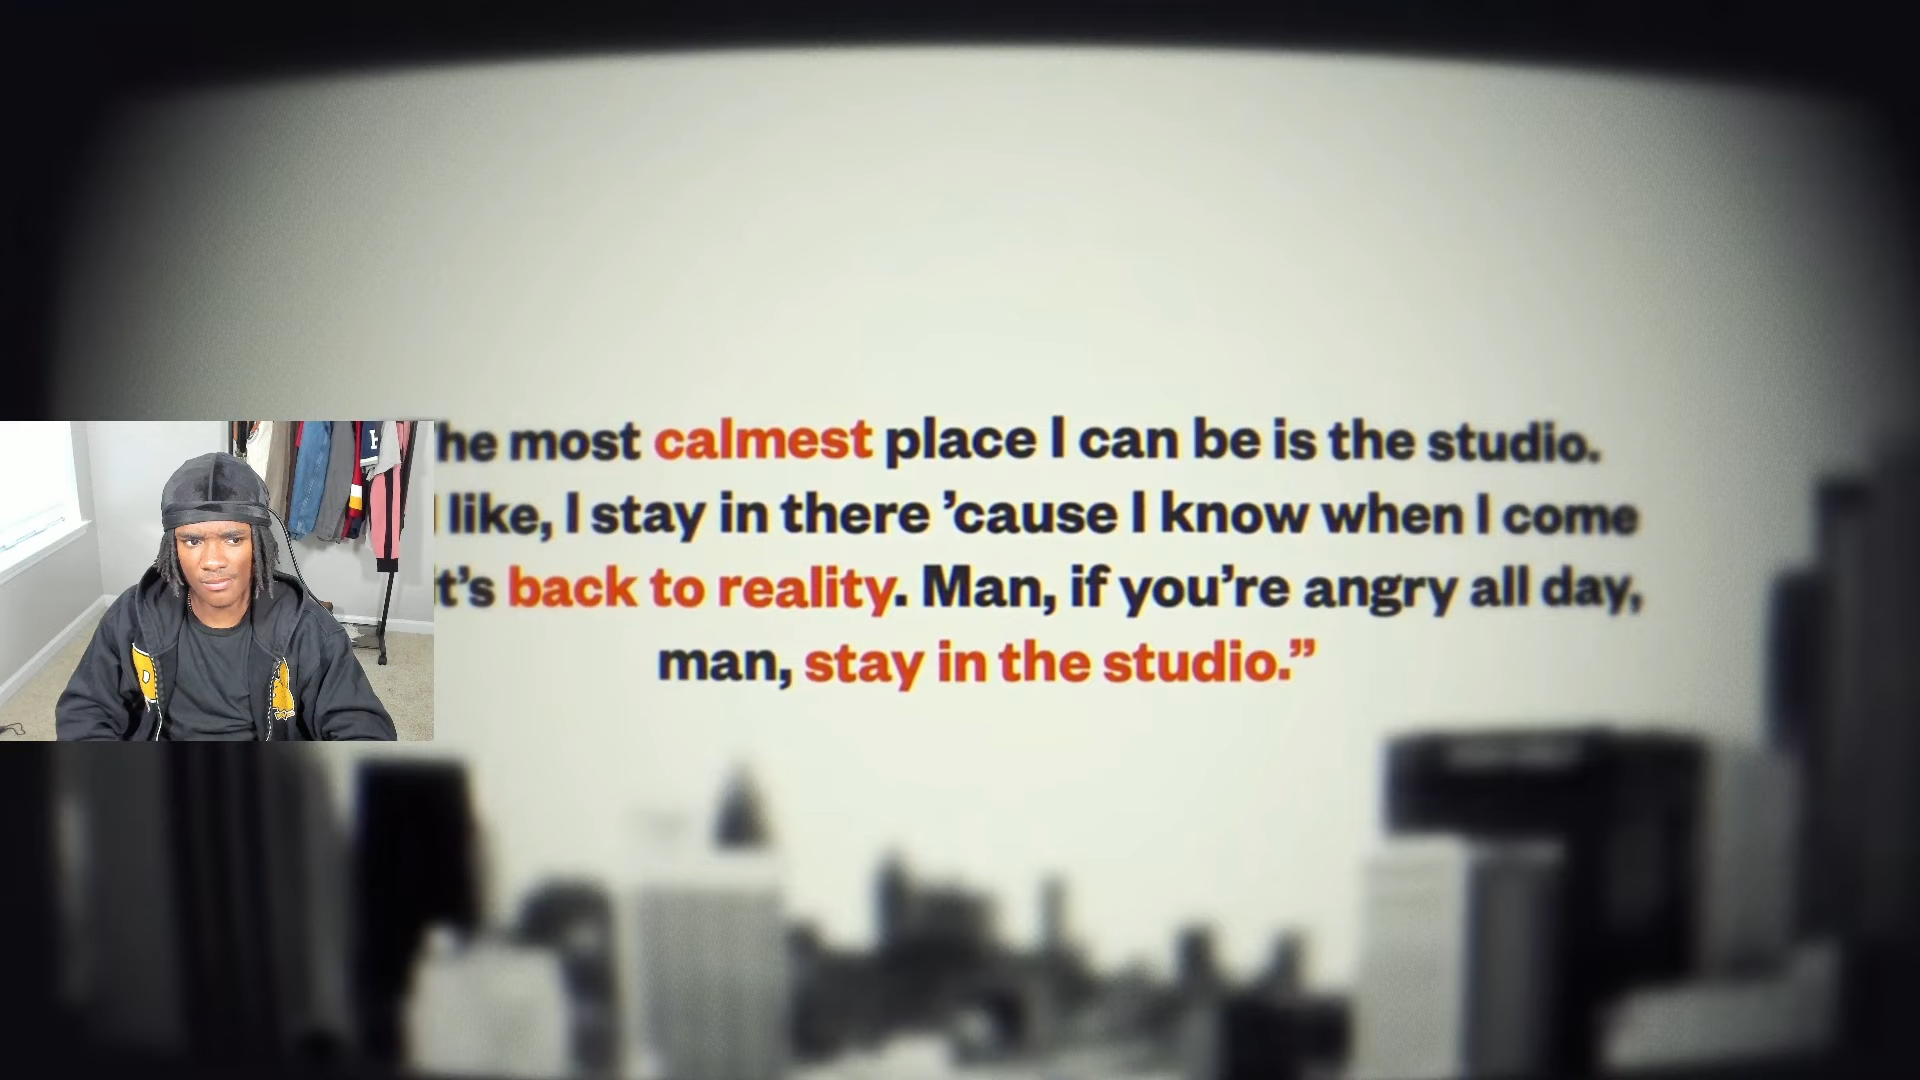 he most calmest place I can be is the studio.
like, I stay in there ’cause I know when I come
t’s back to reality. Man, if you’re angry all day,
man, stay in the studio.”